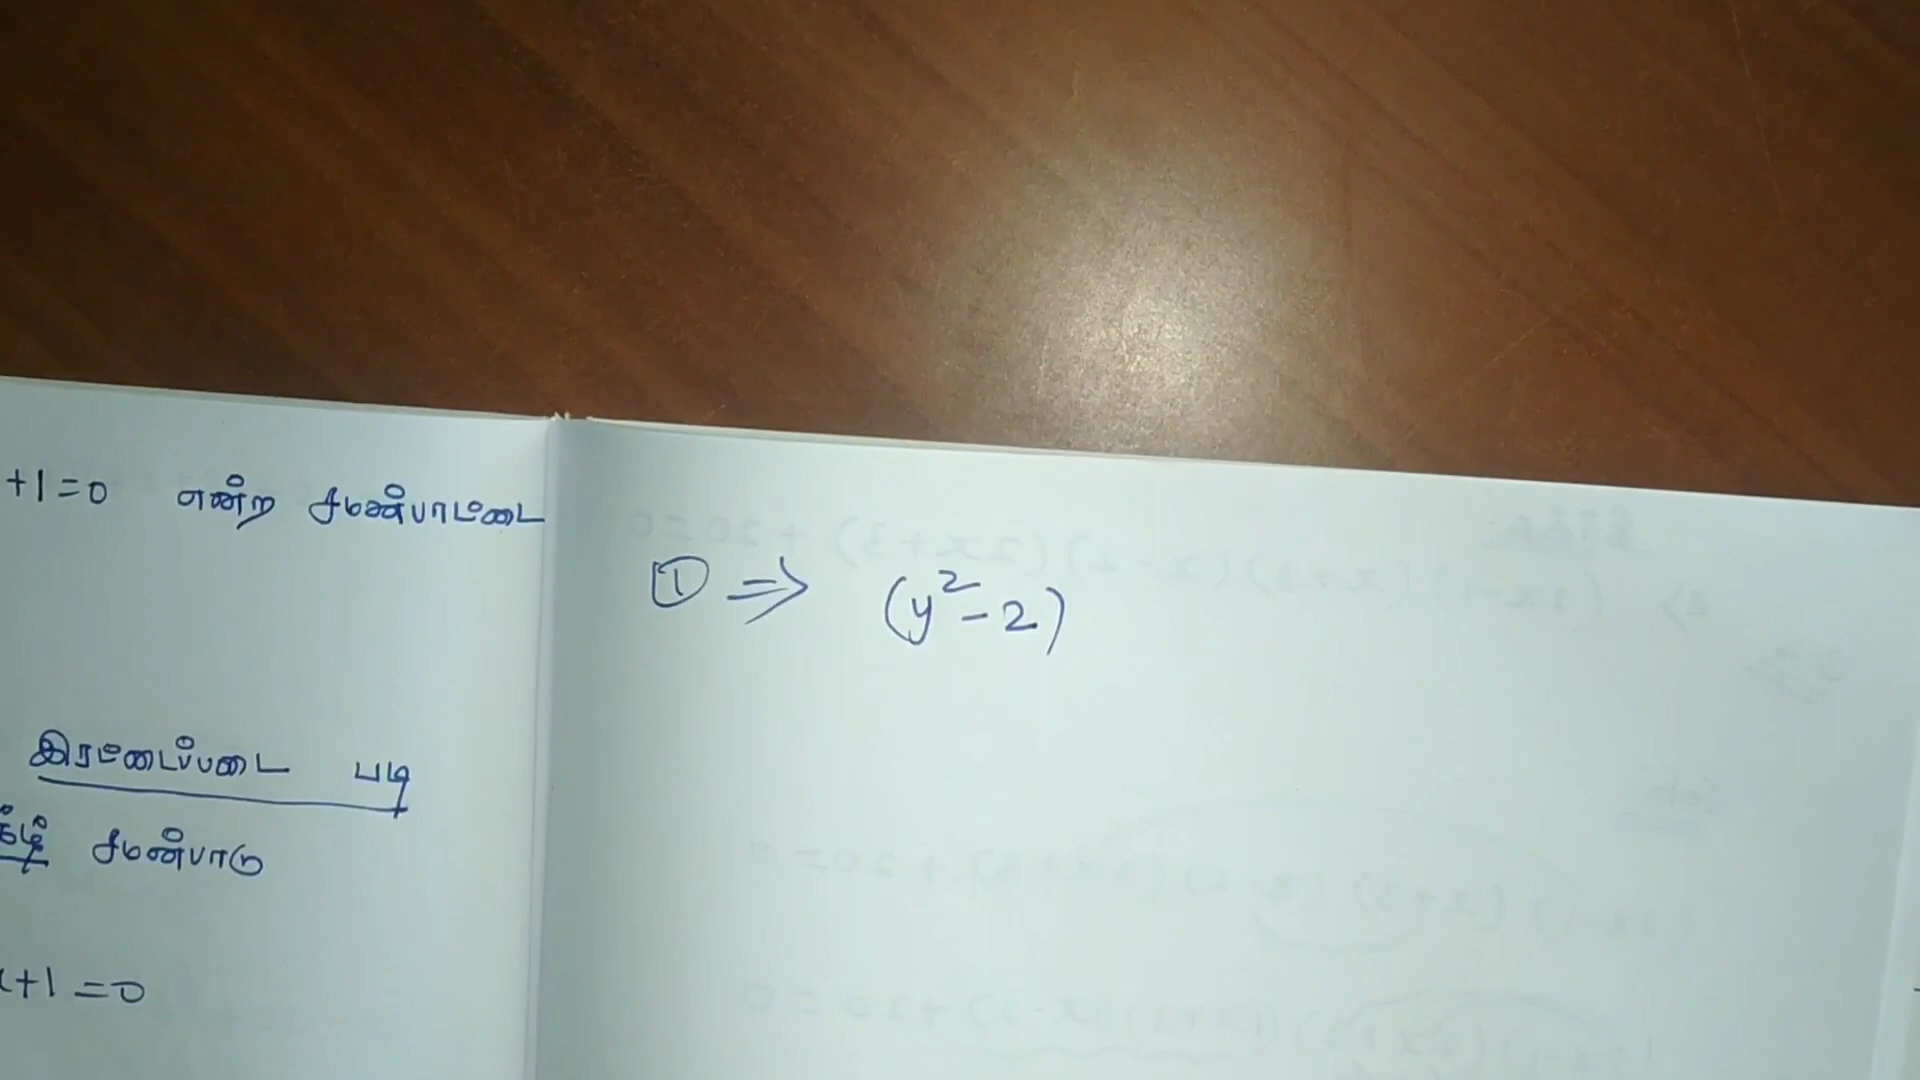 +1=0 என்ற சமன்பாட்டை
இரட்டைப்படை படி
சமன்பாடு
x+1=0
① ⇒ (y²-2)